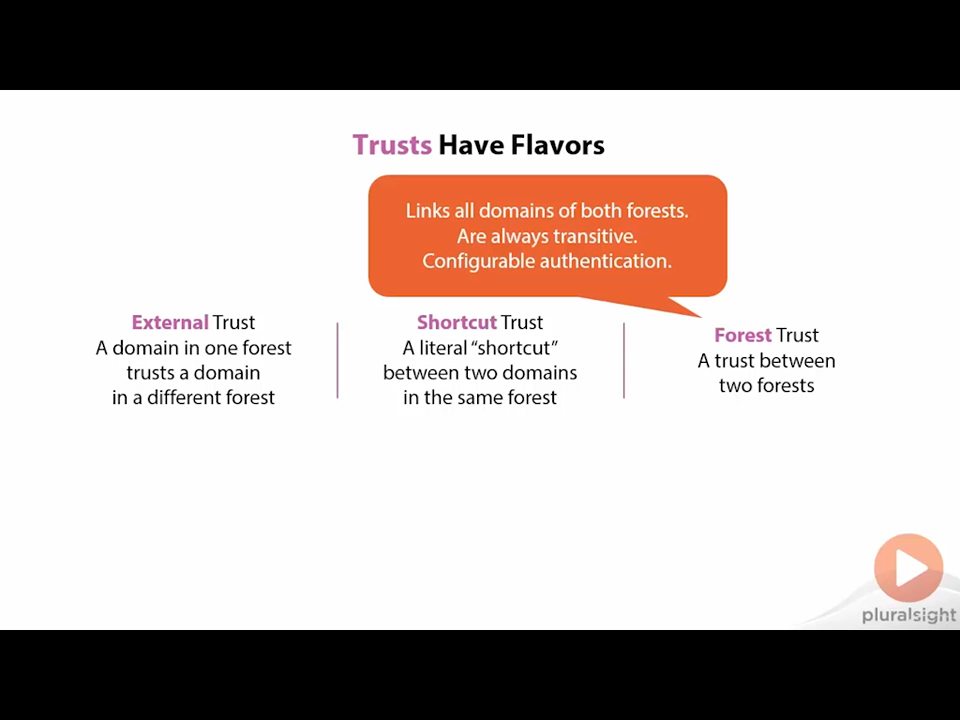 Trusts Have Flavors
Links all domains of both forests.
Are always transitive.
Configurable authentication.
External Trust
A domain in one forest
trusts a domain
in a different forest
Shortcut Trust
A literal “shortcut”
between two domains
in the same forest
Forest Trust
A trust between
two forests
pluralsight